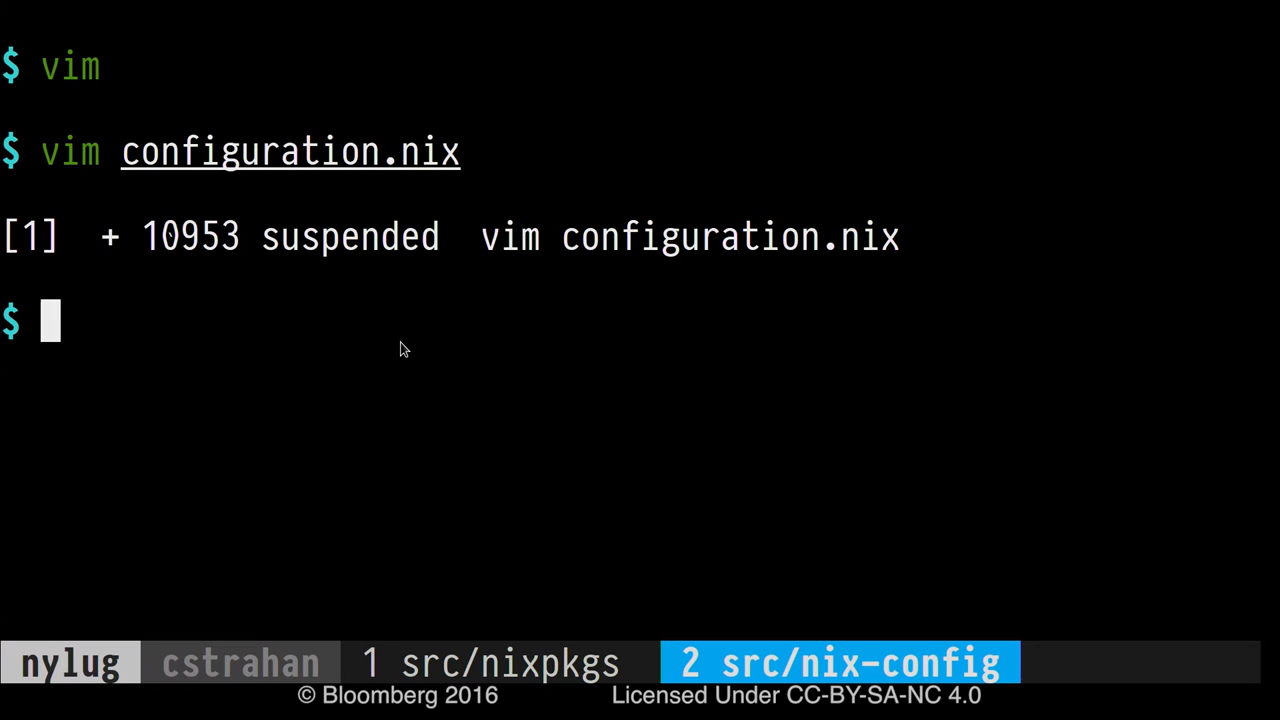 $ vim
$ vim configuration.nix
[1]  + 10953 suspended  vim configuration.nix
$
nylug cstrahan 1 src/nixpkgs 2 src/nix-config
© Bloomberg 2016 Licensed Under CC-BY-SA-NC 4.0